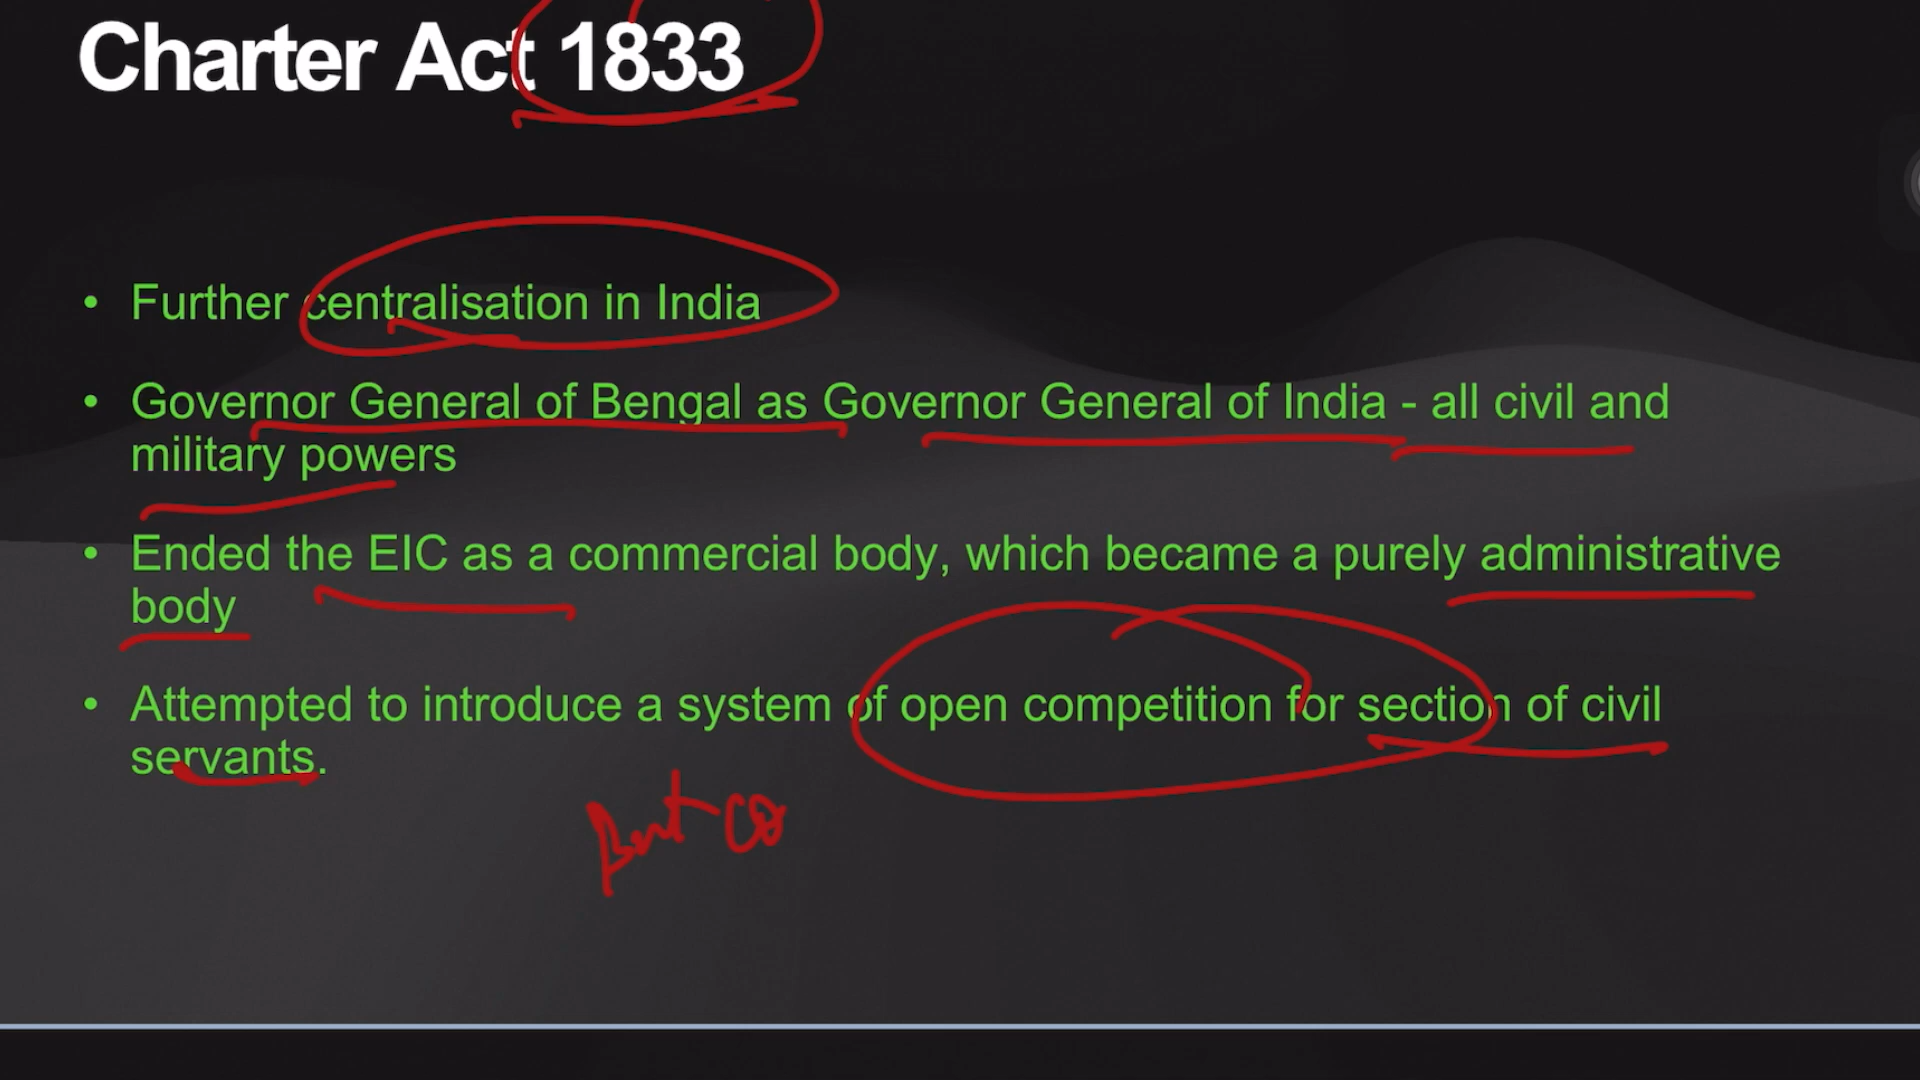 Charter Act 1833
• Further centralisation in India
• Governor General of Bengal as Governor General of India - all civil and
military powers
• Ended the EIC as a commercial body, which became a purely administrative
body
• Attempted to introduce a system of open competition for section of civil
servants.